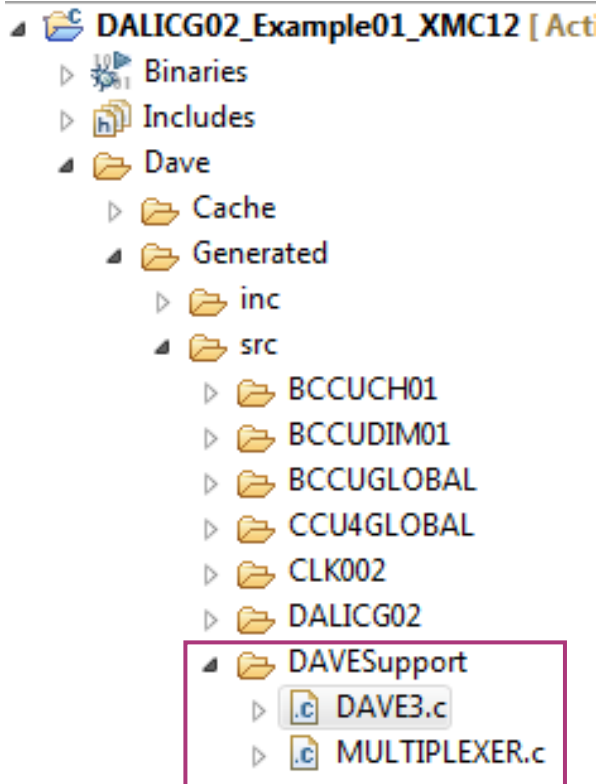 DALICG02_Example01_XMC12 [ Acti
Binaries
Includes
Dave
Cache
Generated
inc
src
BCCUCH01
BCCUDIM01
BCCUGLOBAL
CCU4GLOBAL
CLK002
DALICG02
DAVESupport
.c DAVE3.c
.c MULTIPLEXER.c